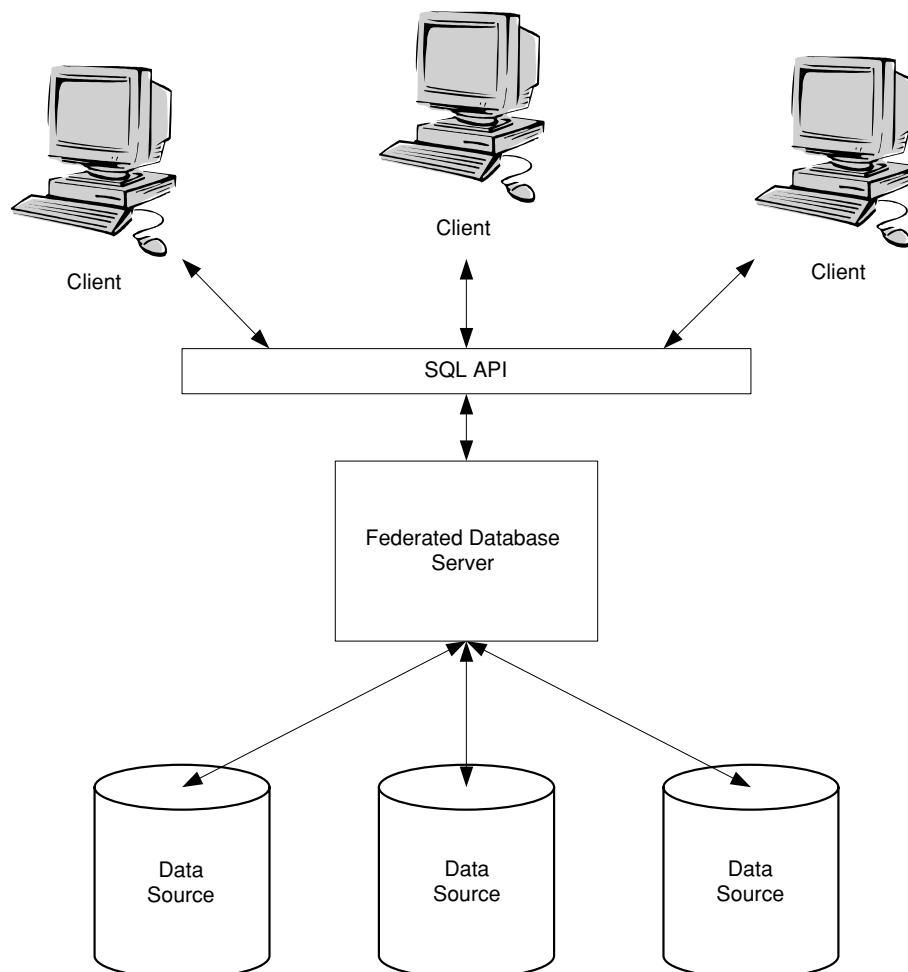 Client
Client
Client
SQL API
Federated Database
Server
Data
Source
Data
Source
Data
Source